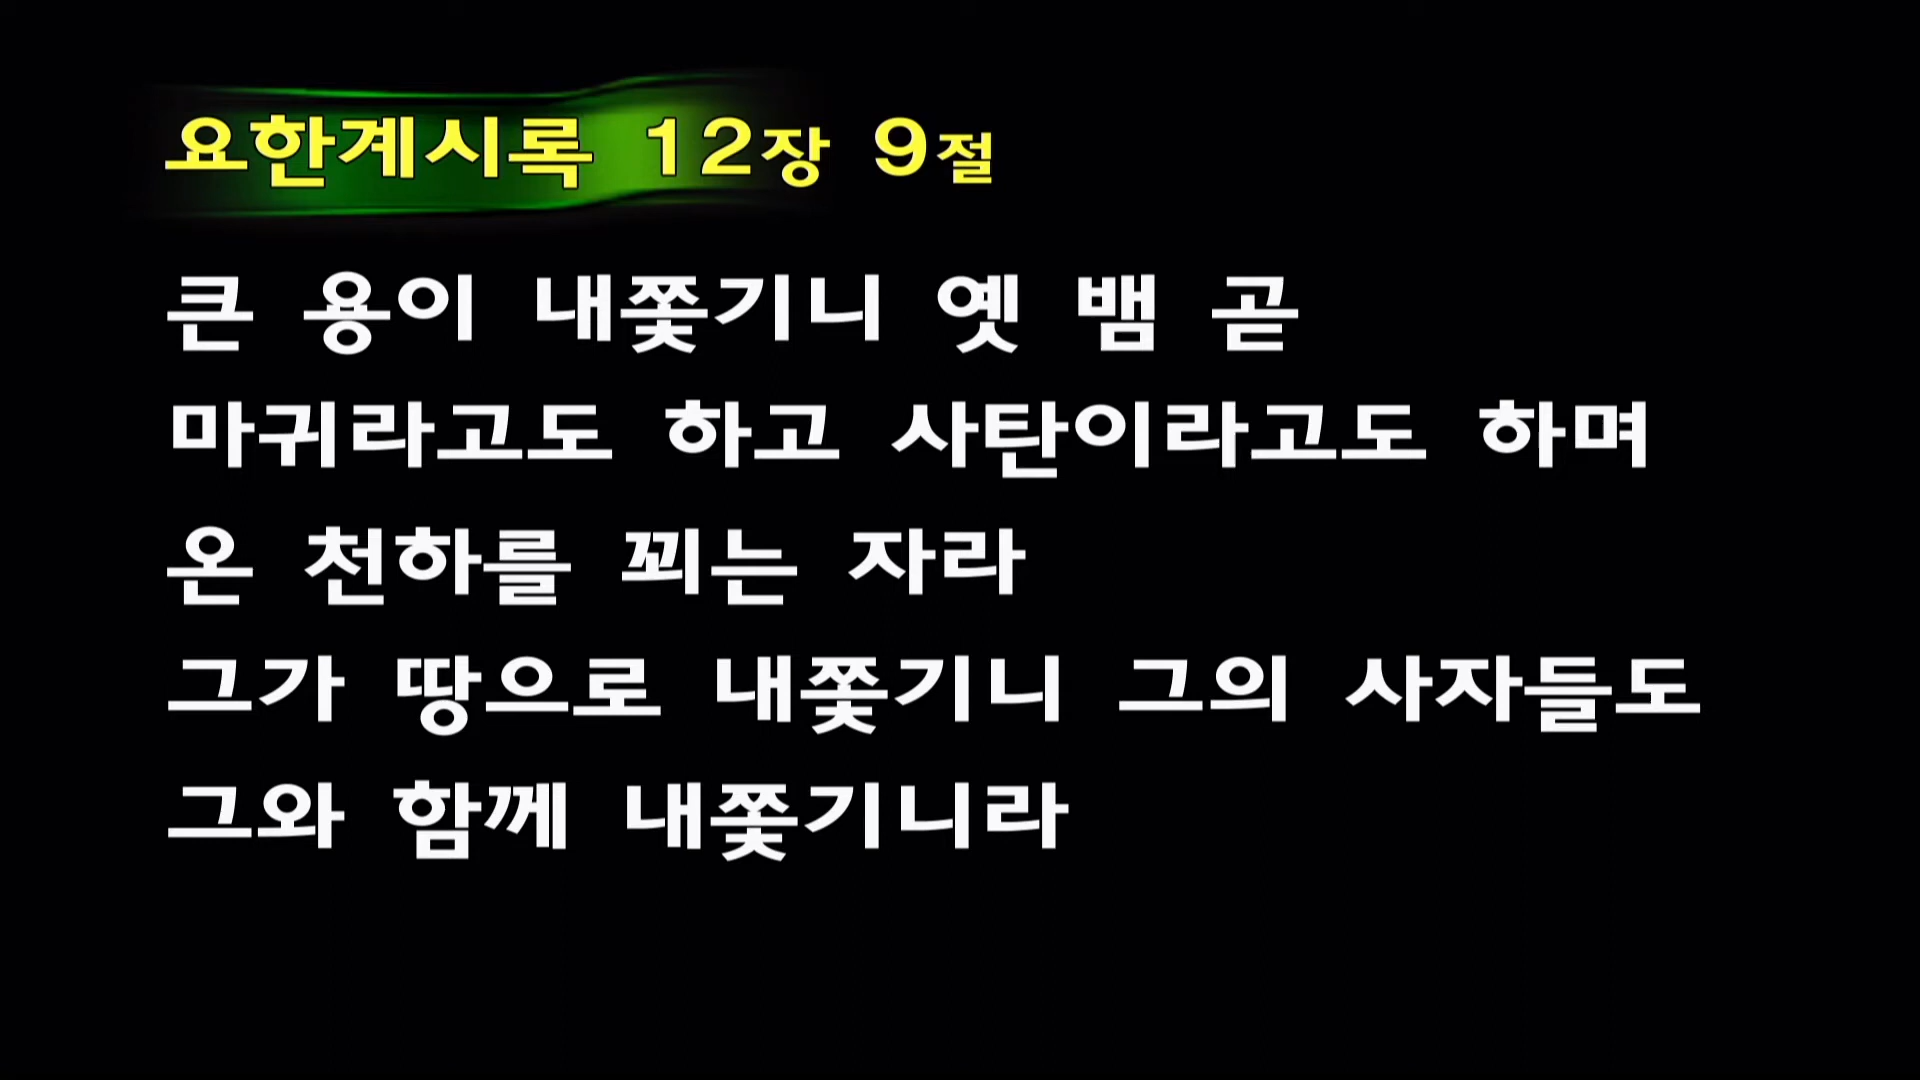 요한계시록 12장 9절
큰 용이 내쫓기니 옛 뱀 곧
마귀라고도 하고 사탄이라고도 하며
온 천하를 꾀는 자라
그가 땅으로 내쫓기니 그의 사자들도
그와 함께 내쫓기니라